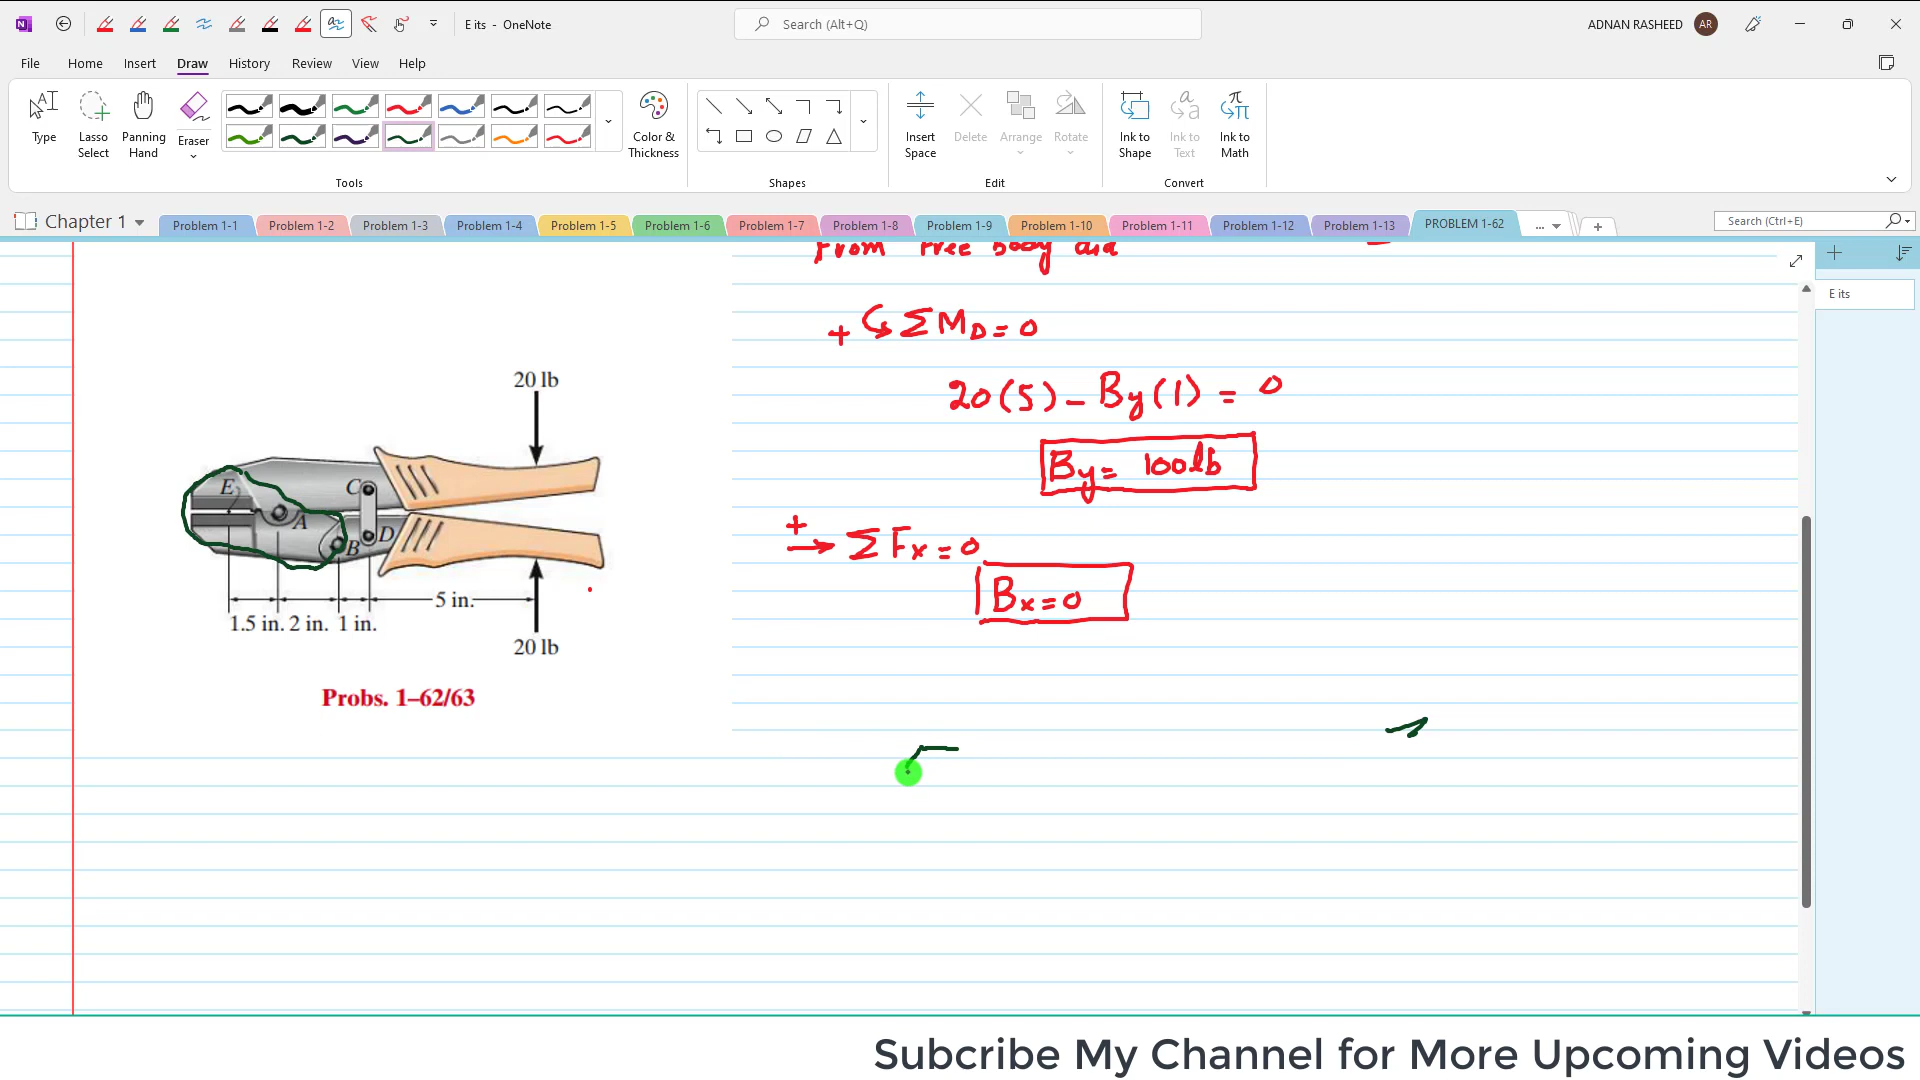 E its - OneNote
Search (Alt+Q)
ADNAN RASHEED AR
File Home Insert Draw History Review View Help
Type
Lasso Select
Panning Hand
Eraser
Color & Thickness
Insert Space
Delete
Arrange
Rotate
Ink to Shape
Ink to Text
Ink to Math
Tools
Shapes
Edit
Convert
Chapter 1
Problem 1-1 Problem 1-2 Problem 1-3 Problem 1-4 Problem 1-5 Problem 1-6 Problem 1-7 Problem 1-8 Problem 1-9 Problem 1-10 Problem 1-11 Problem 1-12 Problem 1-13 PROBLEM 1-62 ...
Search (Ctrl+E)
E its
From free body dia
+ ΣM_D = 0
20(5) - By(1) = 0
By = 100lb
+ → ΣFx = 0
Bx = 0
20 lb
E
C
A
B
D
5 in.
1.5 in. 2 in. 1 in.
20 lb
Probs. 1–62/63
Subcribe My Channel for More Upcoming Videos